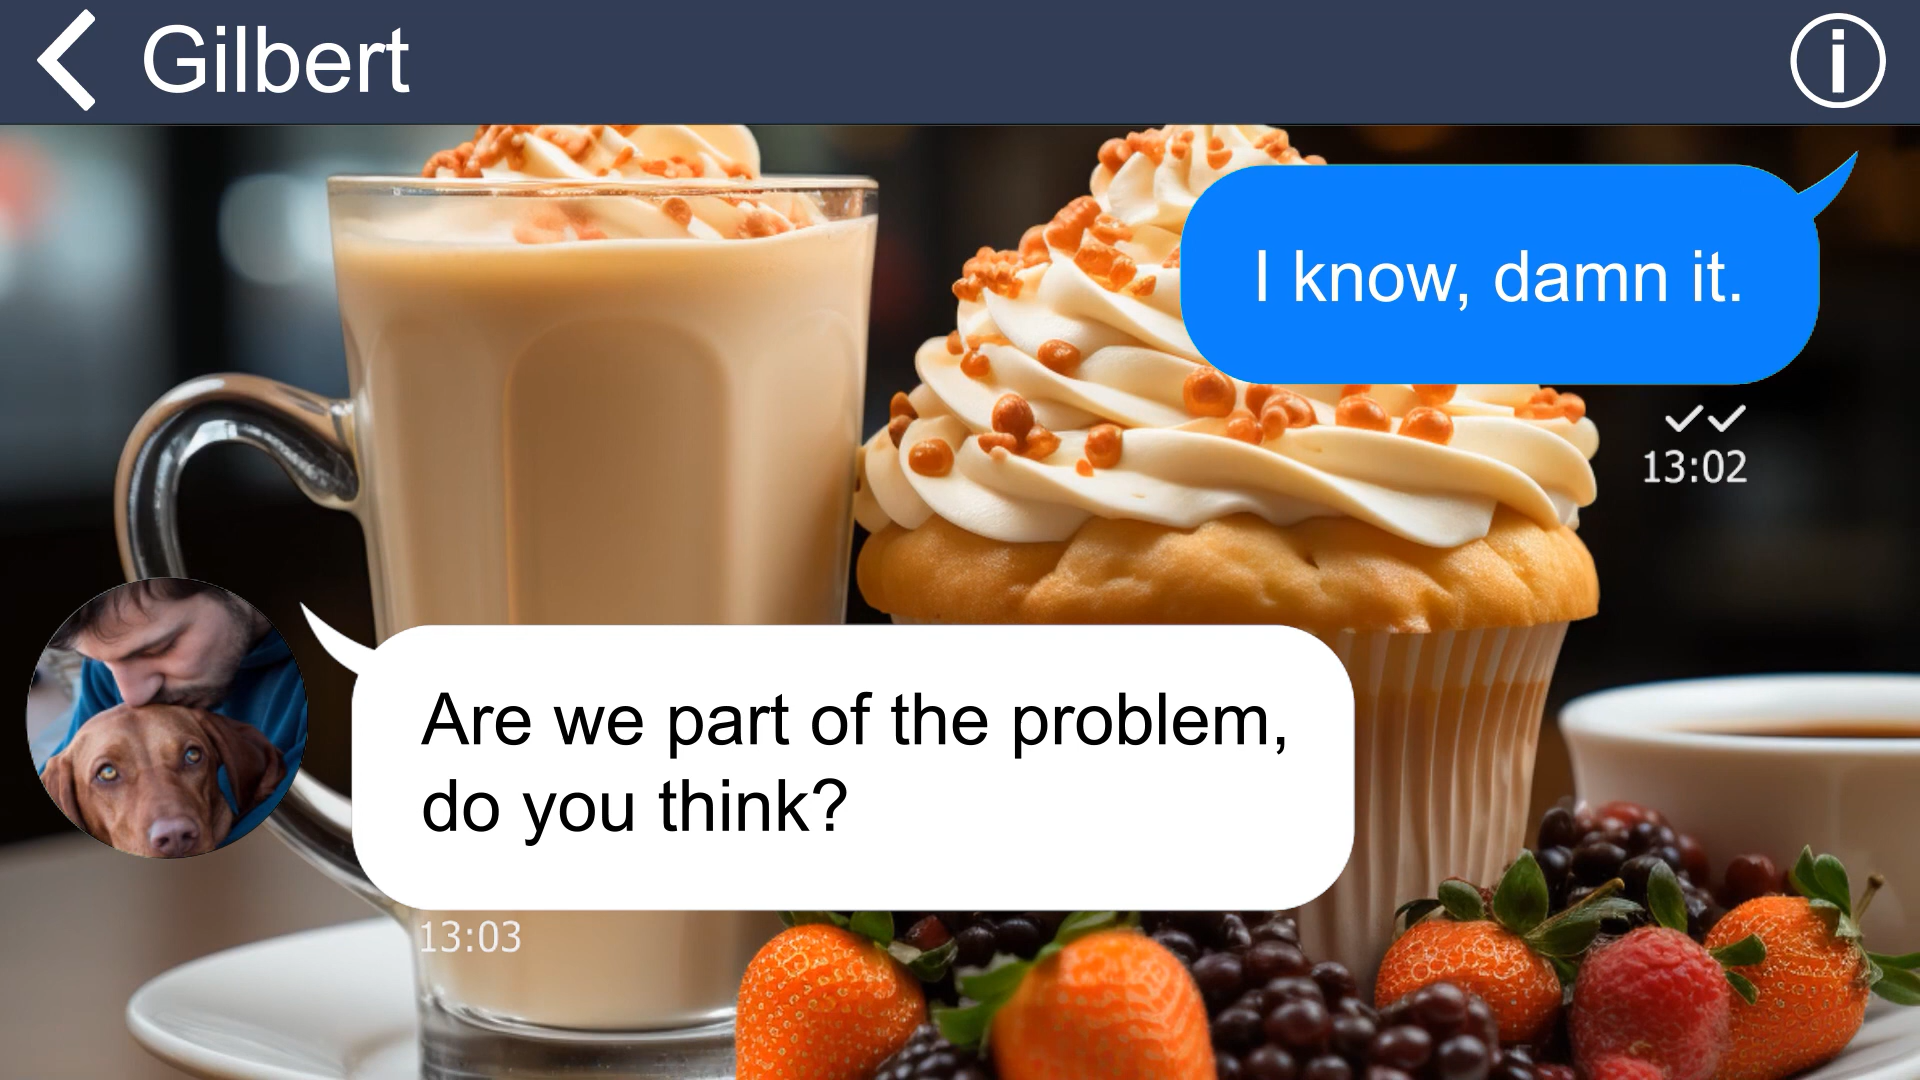 Gilbert
I know, damn it.
13:02
Are we part of the problem,
do you think?
13:03